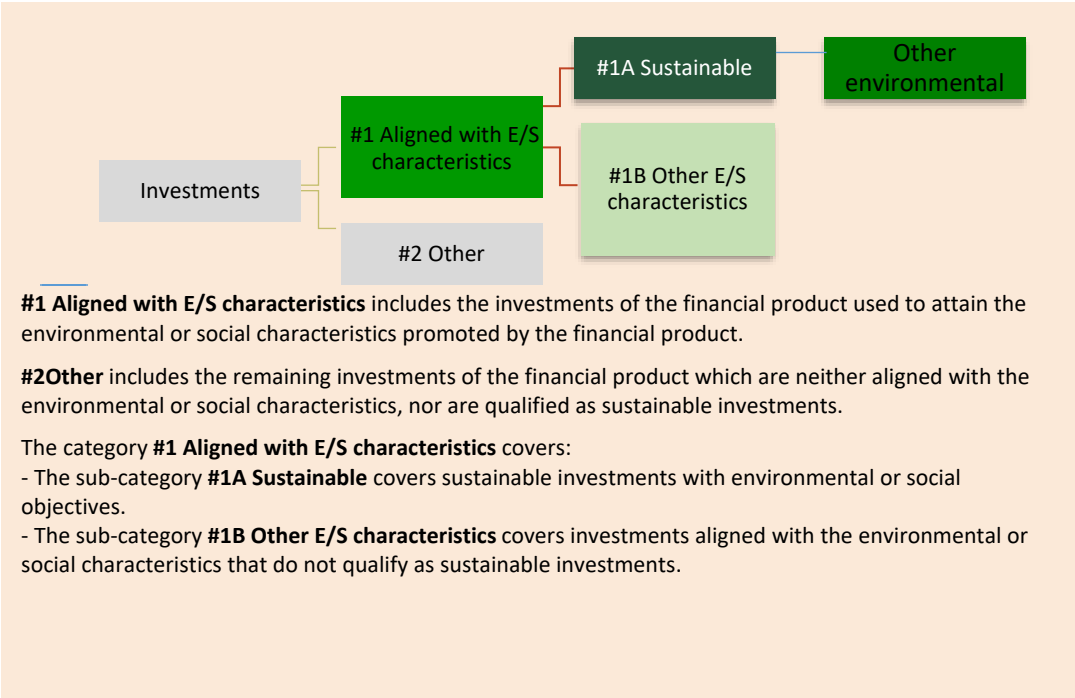 #1A Sustainable
Other
environmental
#1 Aligned with E/S
characteristics
#1B Other E/S
characteristics
Investments
#2 Other
#1 Aligned with E/S characteristics includes the investments of the financial product used to attain the
environmental or social characteristics promoted by the financial product.
#2Other includes the remaining investments of the financial product which are neither aligned with the
environmental or social characteristics, nor are qualified as sustainable investments.
The category #1 Aligned with E/S characteristics covers:
- The sub-category #1A Sustainable covers sustainable investments with environmental or social
objectives.
- The sub-category #1B Other E/S characteristics covers investments aligned with the environmental or
social characteristics that do not qualify as sustainable investments.